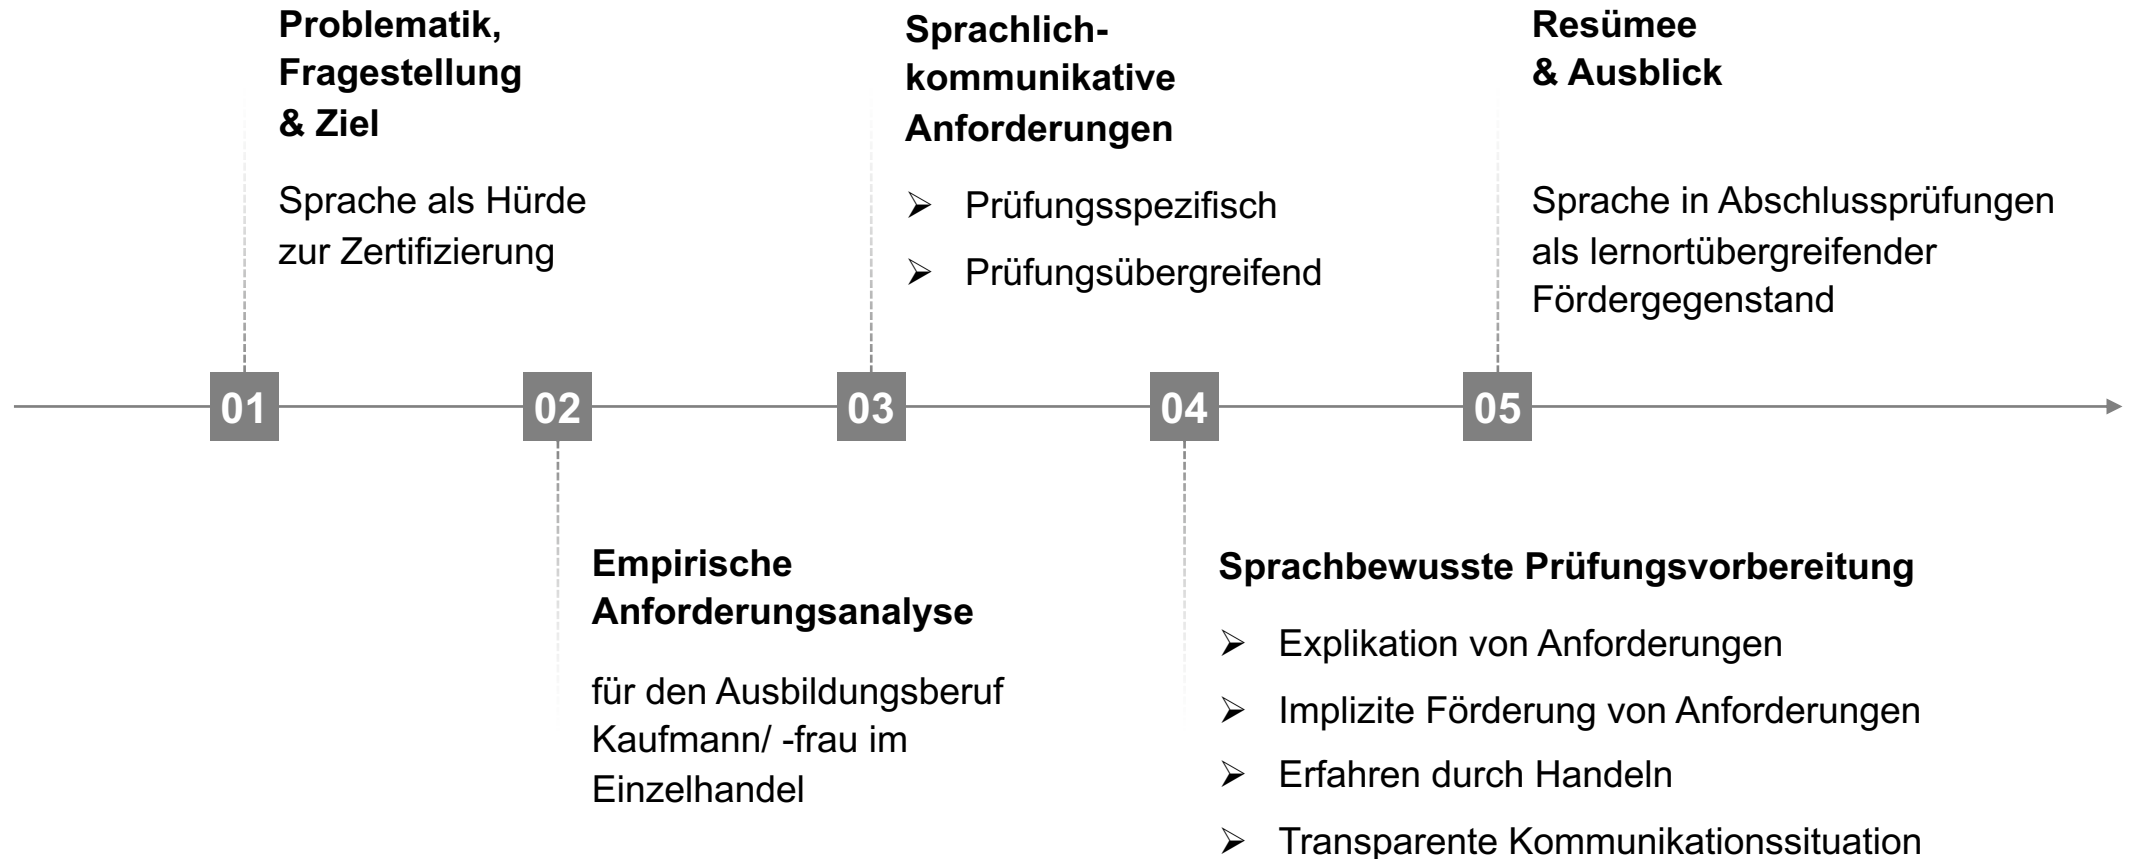 Problematik,
Fragestellung
& Ziel
Sprache als Hürde
zur Zertifizierung
Sprachlich-
kommunikative
Anforderungen
➢ Prüfungsspezifisch
➢ Prüfungsübergreifend
Resümee
& Ausblick
Sprache in Abschlussprüfungen
als lernortübergreifender
Fördergegenstand
01
02
03
04
05
Empirische
Anforderungsanalyse
für den Ausbildungsberuf
Kaufmann/ -frau im
Einzelhandel
Sprachbewusste Prüfungsvorbereitung
➢ Explikation von Anforderungen
➢ Implizite Förderung von Anforderungen
➢ Erfahren durch Handeln
➢ Transparente Kommunikationssituation